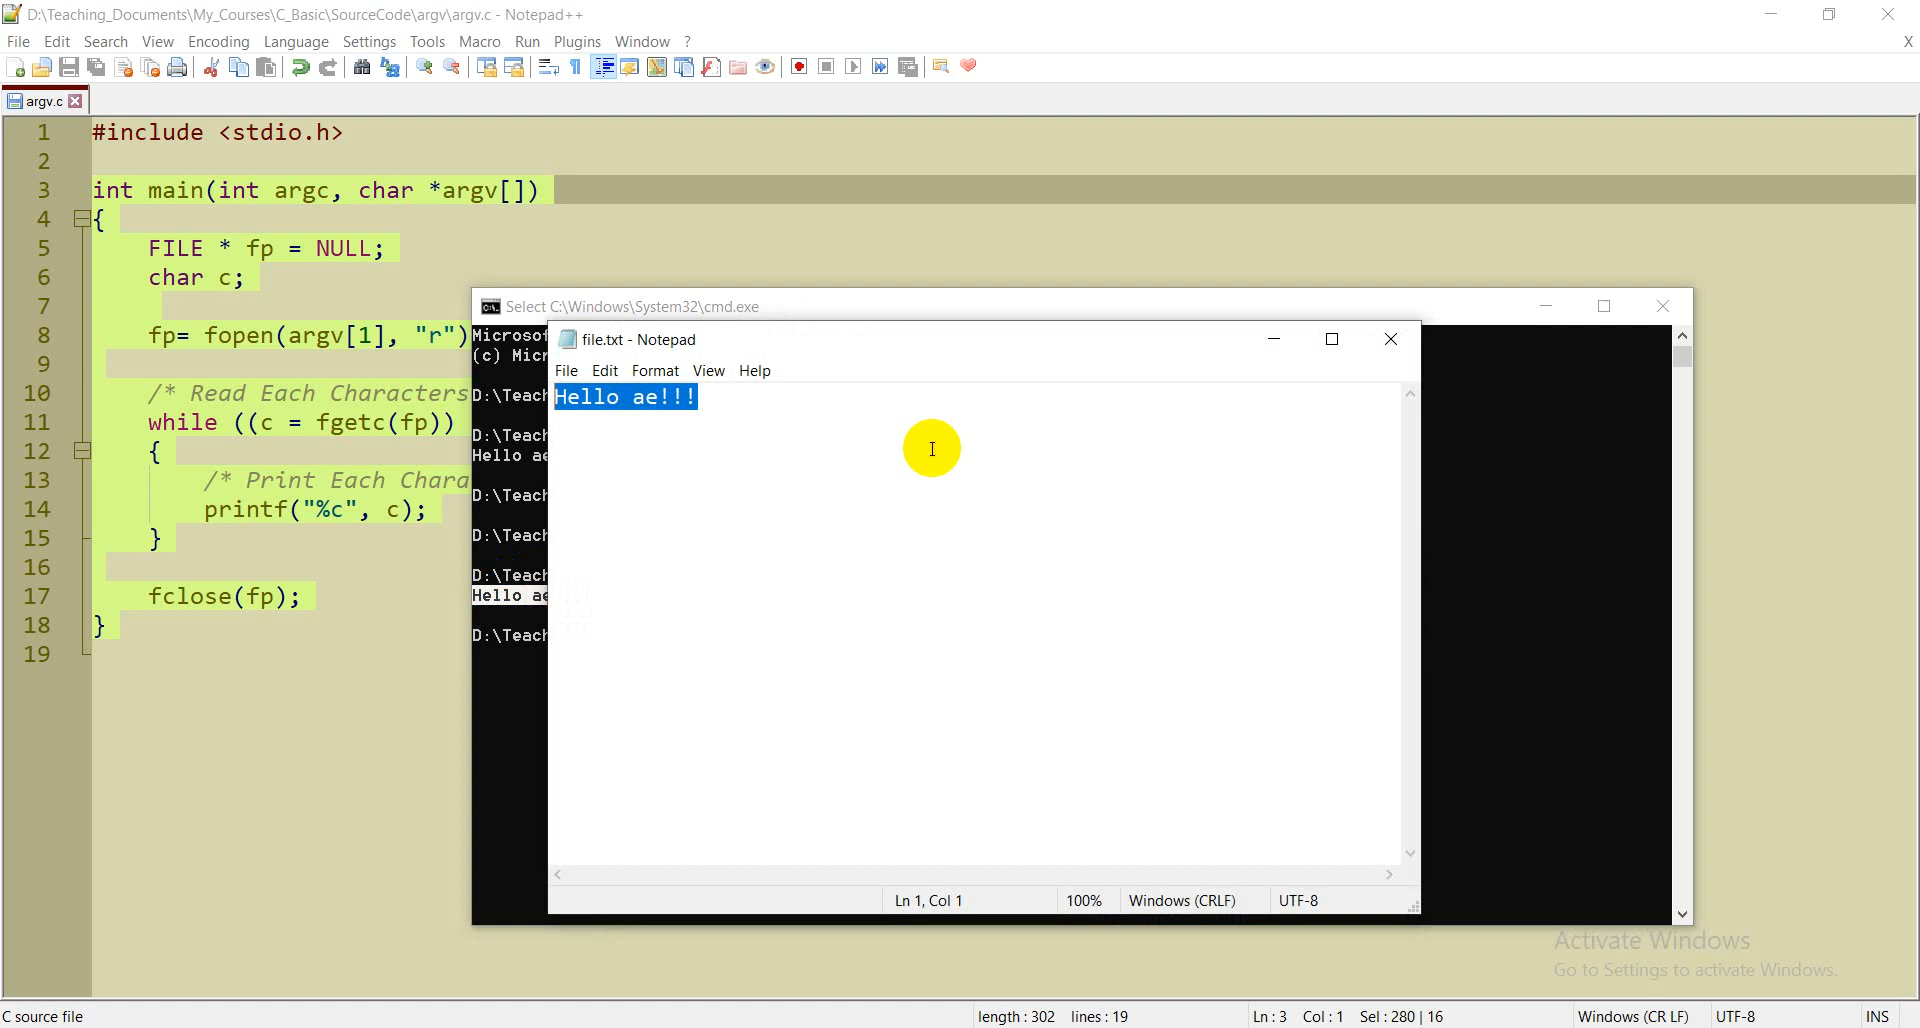 D:\Teaching_Documents\My_Courses\C_Basic\SourceCode\argv\argv.c - Notepad++
File Edit Search View Encoding Language Settings Tools Macro Run Plugins Window ? X
argv.c
1 #include <stdio.h>
2
3 int main(int argc, char *argv[])
4 {
5 FILE * fp = NULL;
6 char c;
7
8 fp= fopen(argv[1], "r")
9
10 /* Read Each Characters
11 while ((c = fgetc(fp))
12 {
13 /* Print Each Chara
14 printf("%c", c);
15 }
16
17 fclose(fp);
18 }
19
Select C:\Windows\System32\cmd.exe
Microsof
(c) Micr
D:\Teach
D:\Teach
Hello ae
D:\Teach
D:\Teach
D:\Teach
Hello ae
D:\Teach
file.txt - Notepad
File Edit Format View Help
Hello ae!!!
Ln 1, Col 1 100% Windows (CRLF) UTF-8
Activate Windows
Go to Settings to activate Windows.
C source file length : 302 lines : 19 Ln : 3 Col : 1 Sel : 280 | 16 Windows (CR LF) UTF-8 INS